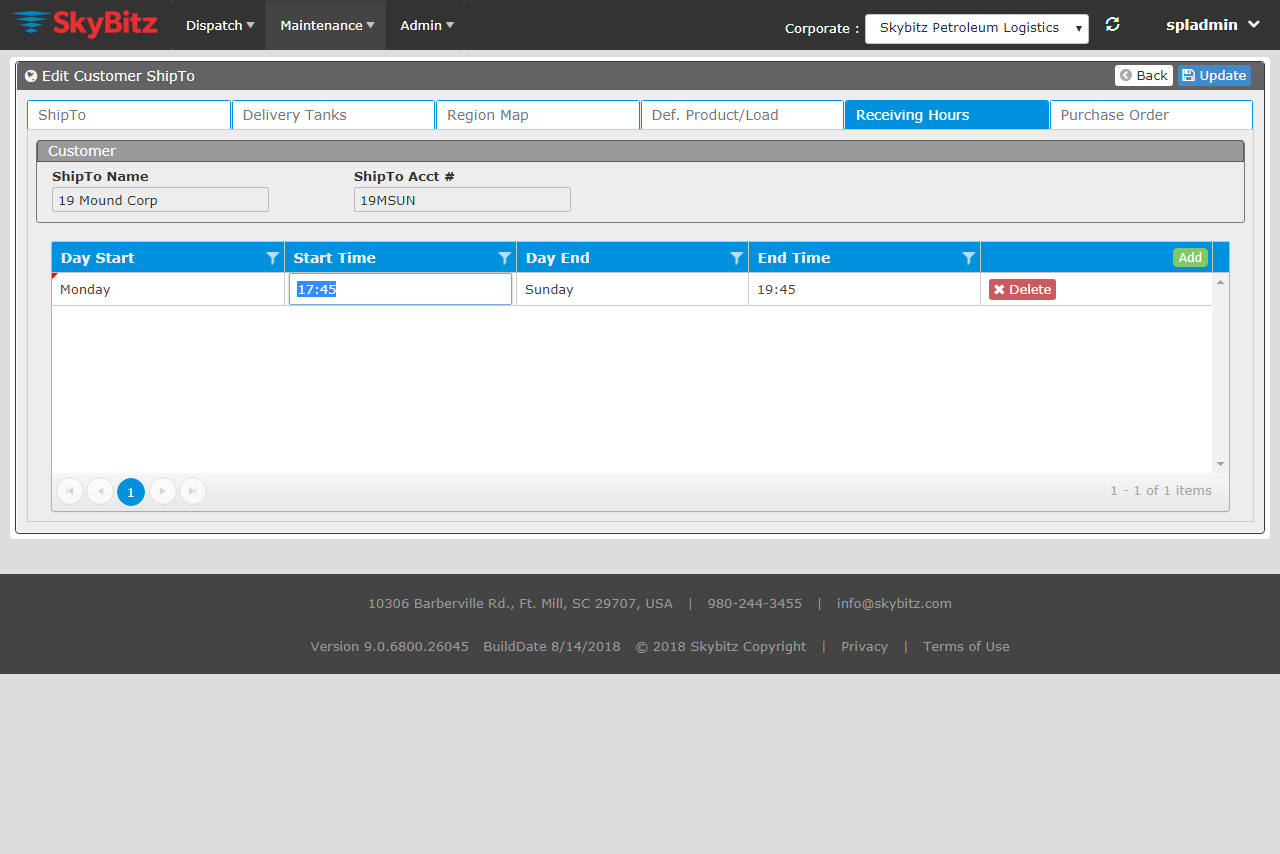 SkyBitz Dispatch Maintenance Admin Corporate : Skybitz Petroleum Logistics spladmin
Edit Customer ShipTo Back Update
ShipTo Delivery Tanks Region Map Def. Product/Load Receiving Hours Purchase Order
Customer
ShipTo Name ShipTo Acct #
19 Mound Corp 19MSUN
Day Start Start Time Day End End Time Add
Monday 17:45 Sunday 19:45 Delete
1 1 - 1 of 1 items
10306 Barberville Rd., Ft. Mill, SC 29707, USA | 980-244-3455 | info@skybitz.com
Version 9.0.6800.26045 BuildDate 8/14/2018 © 2018 Skybitz Copyright | Privacy | Terms of Use